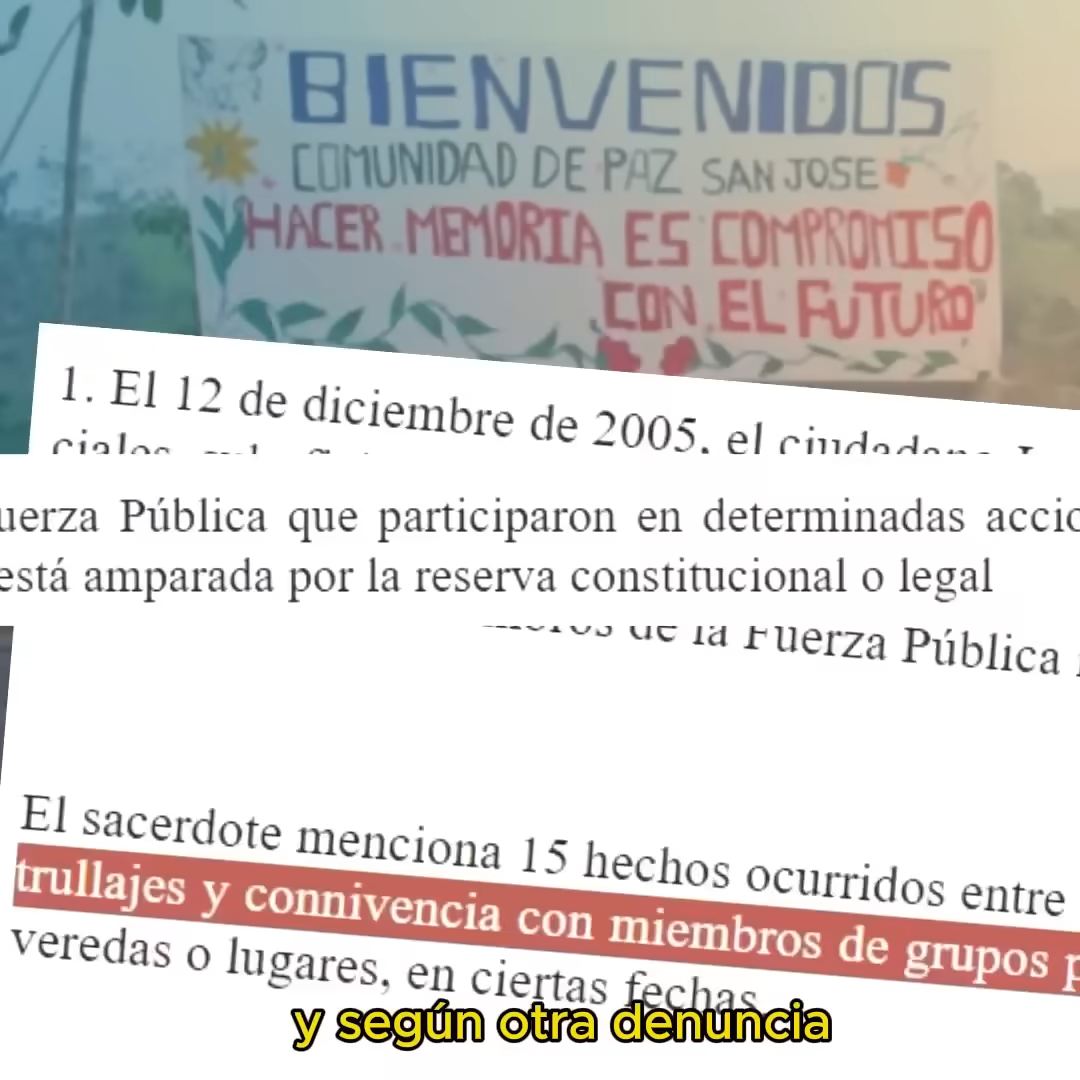 BIENVENIDOS
COMUNIDAD DE PAZ SAN JOSE
"HACER MEMORIA ES COMPROMISO
CON EL FUTURO"
1. El 12 de diciembre de 2005, el ciudadano
ciales
uerza Pública que participaron en determinadas accio
está amparada por la reserva constitucional o legal
de la Fuerza Pública
El sacerdote menciona 15 hechos ocurridos entre
trullajes y connivencia con miembros de grupos p
veredas o lugares, en ciertas fechas
y según otra denuncia